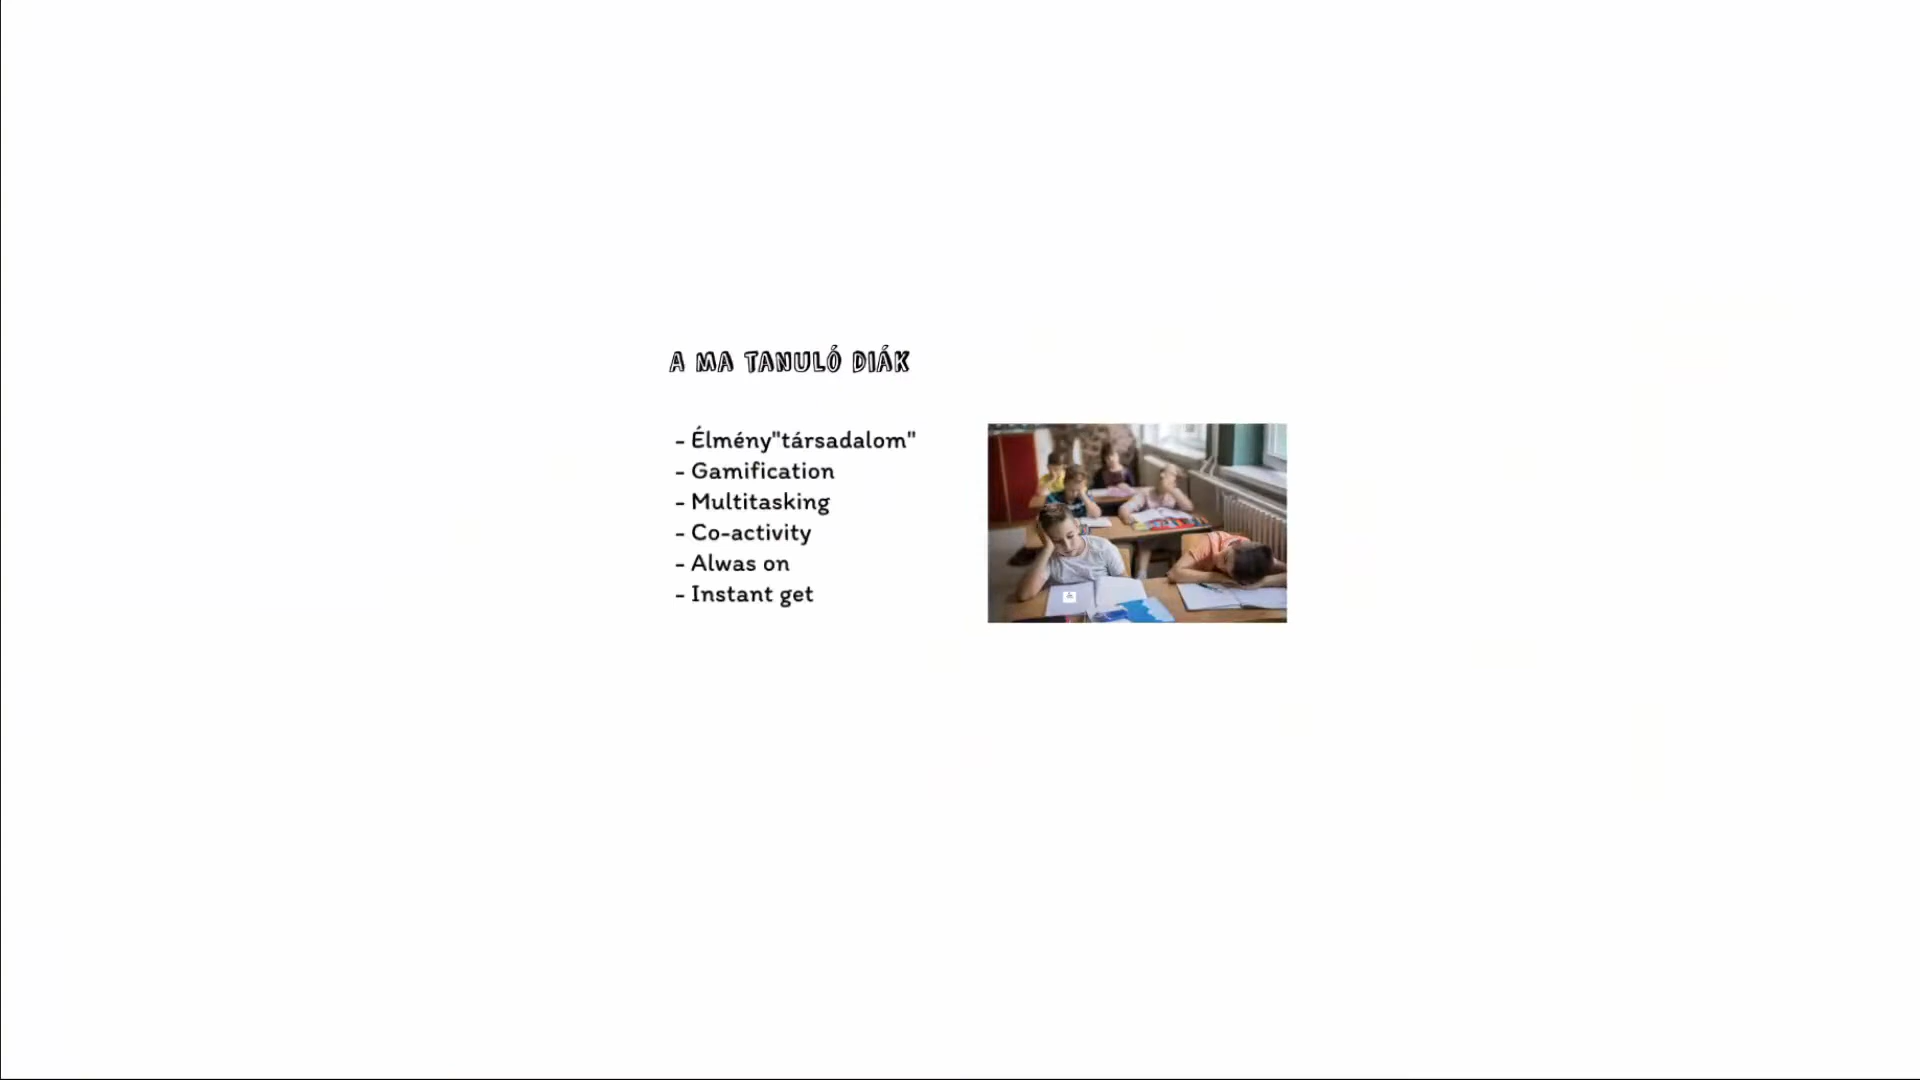 A MA TANULÓ DIÁK
- Élmény"társadalom"
- Gamification
- Multitasking
- Co-activity
- Alwas on
- Instant get